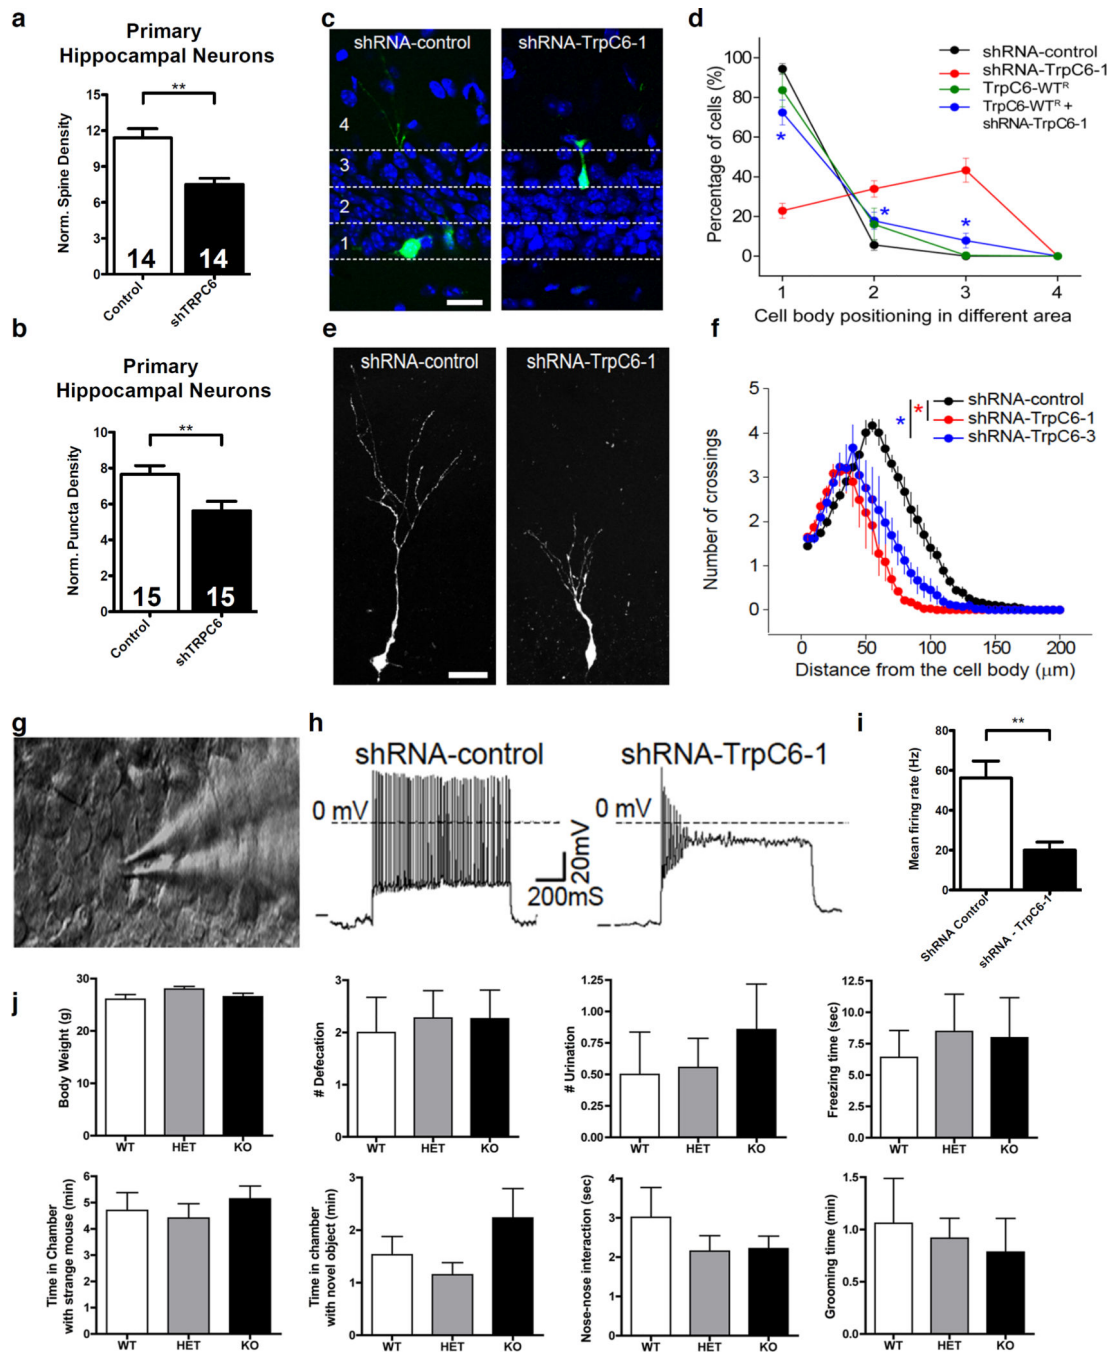 a
Primary
Hippocampal Neurons
**
Norm. Spine Density
15
12
9
6
3
0
14
14
Control
shTRPC6
b
Primary
Hippocampal Neurons
**
Norm. Puncta Density
10
8
6
4
2
0
15
15
Control
shTRPC6
c
shRNA-control
shRNA-TrpC6-1
4
3
2
1
d
Percentage of cells (%)
100
80
60
40
20
0
shRNA-control
shRNA-TrpC6-1
TrpC6-WTᴿ
TrpC6-WTᴿ +
shRNA-TrpC6-1
*
*
*
1 2 3 4
Cell body positioning in different area
e
shRNA-control
shRNA-TrpC6-1
f
Number of crossings
5
4
3
2
1
0
* *
shRNA-control
shRNA-TrpC6-1
shRNA-TrpC6-3
0 50 100 150 200
Distance from the cell body (μm)
g
h
shRNA-control
shRNA-TrpC6-1
0 mV
0 mV
20mV
200mS
i
**
Mean firing rate (Hz)
80
60
40
20
0
ShRNA Control
shRNA - TrpC6-1
j
Body Weight (g)
30
20
10
0
WT HET KO
# Defecation
3
2
1
0
WT HET KO
# Urination
1.25
1.00
0.75
0.50
0.25
0.00
WT HET KO
Freezing time (sec)
12.5
10.0
7.5
5.0
2.5
0.0
WT HET KO
Time in Chamber
with strange mouse (min)
6
5
4
3
2
1
0
WT HET KO
Time in chamber
with novel object (min)
3
2
1
0
WT HET KO
Nose-nose interaction (sec)
4
3
2
1
0
WT HET KO
Grooming time (min)
1.5
1.0
0.5
0.0
WT HET KO